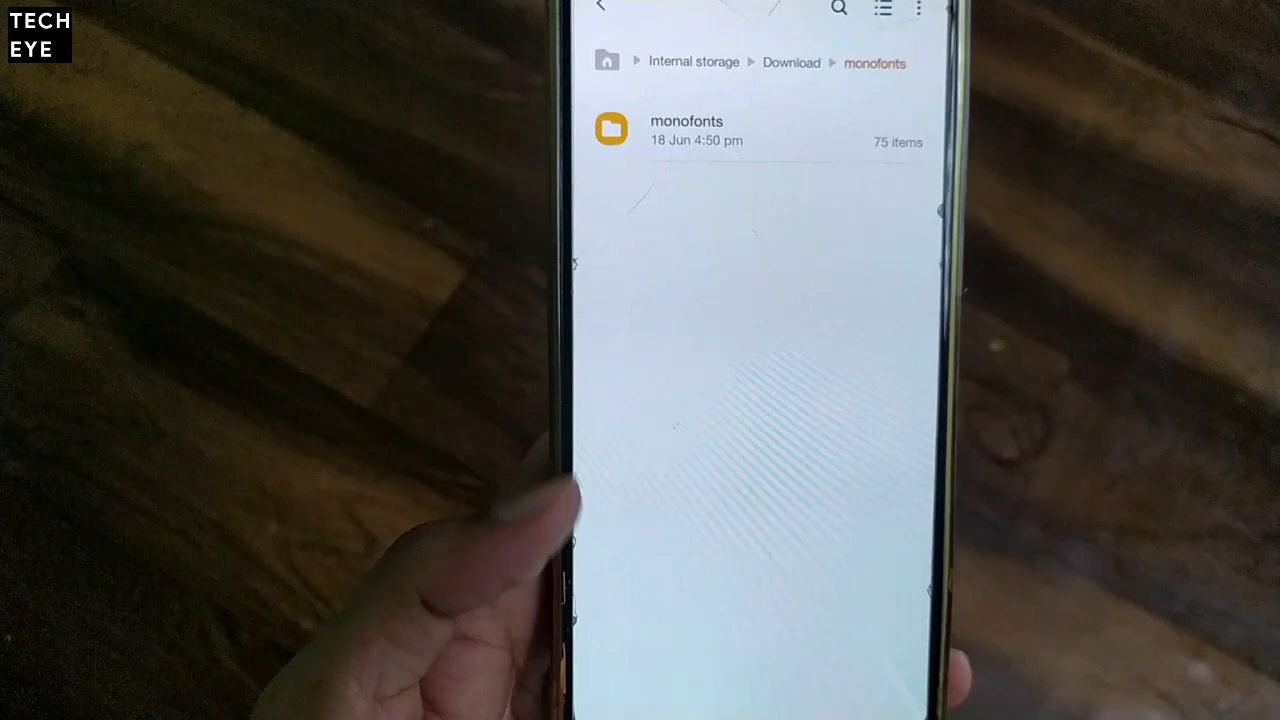 TECH
EYE
Internal storage Download monofonts
monofonts
18 Jun 4:50 pm 75 items